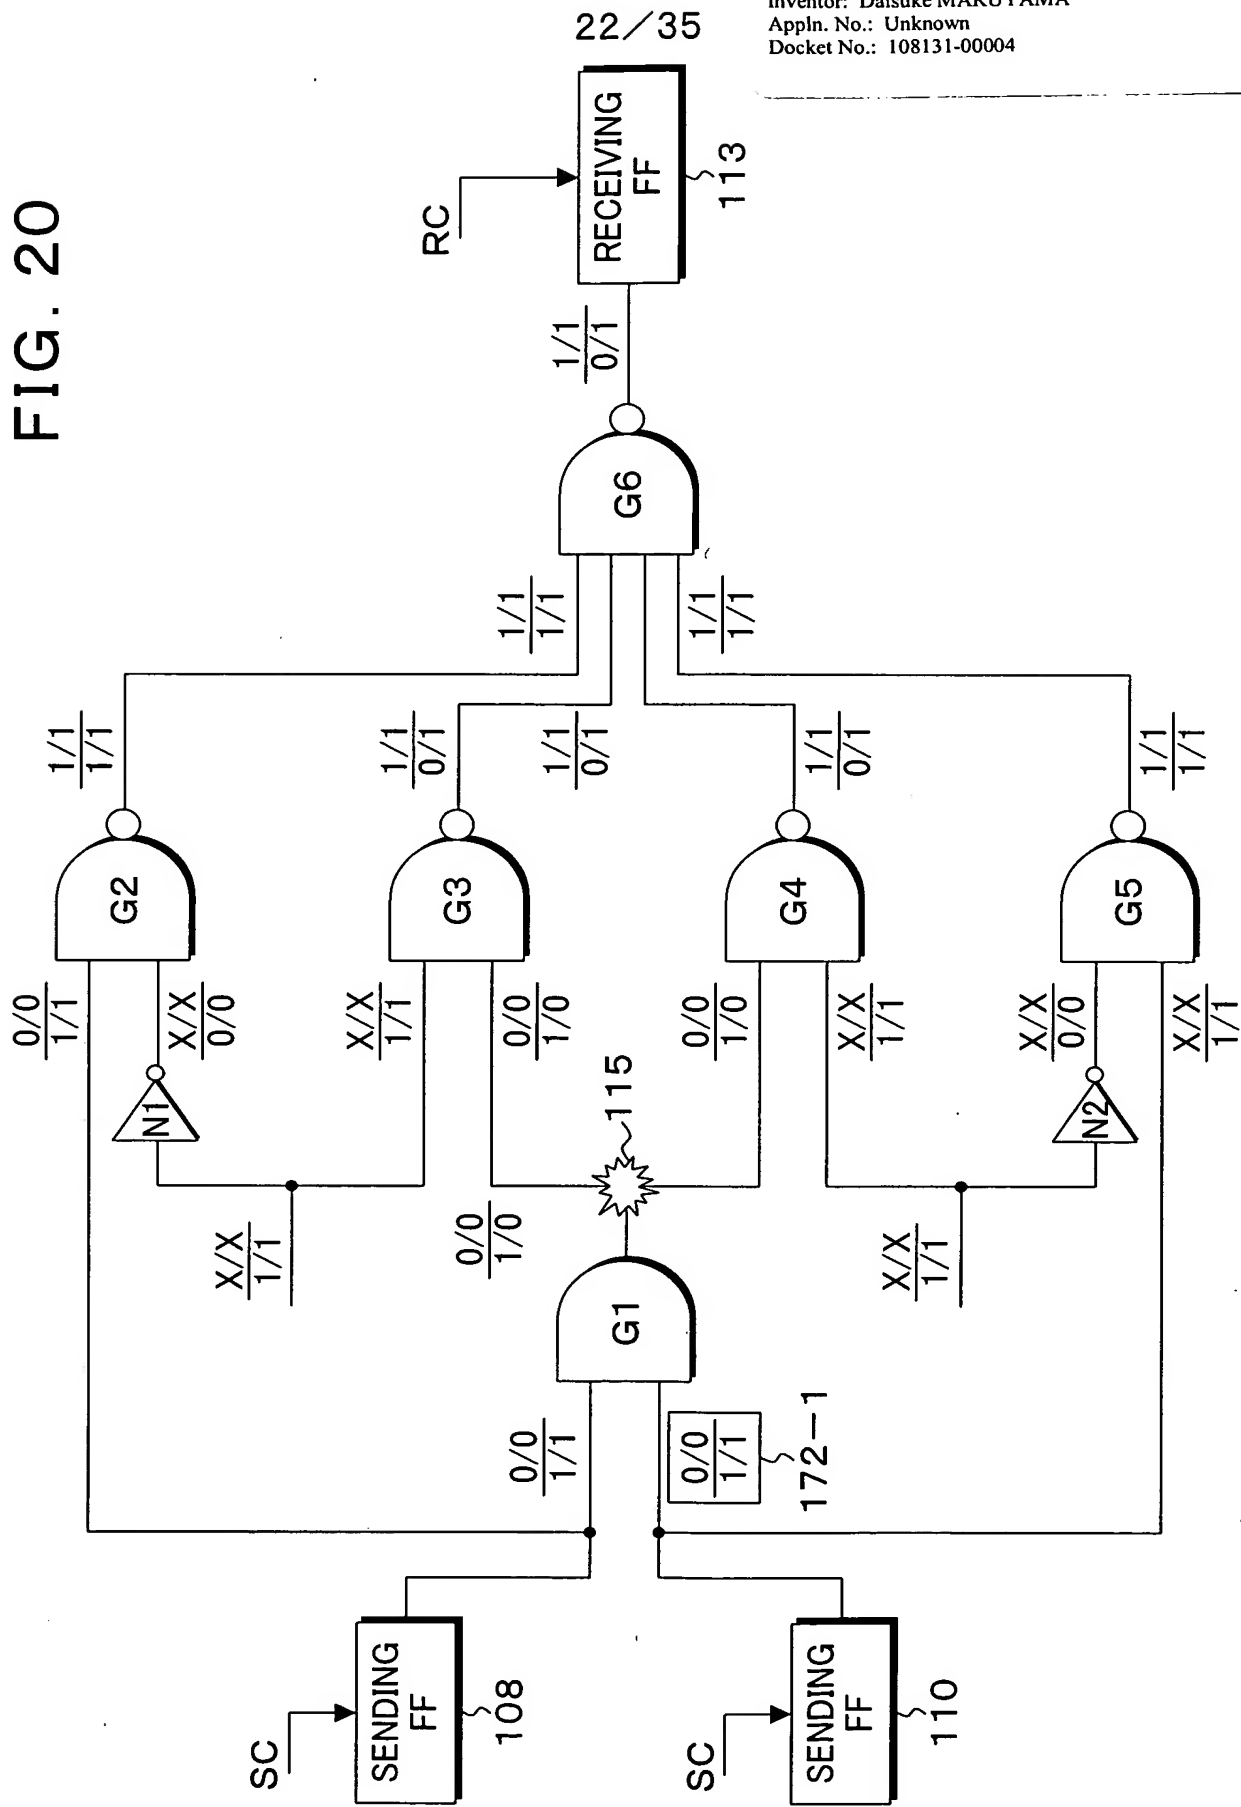 22/35
Appln. No.: Unknown
Docket No.: 108131-00004
FIG. 20
SC
SENDING
FF
108
SC
SENDING
FF
110
0/0
1/1
0/0
1/1
172-1
G1
115
0/0
1/0
X/X
1/1
X/X
1/1
N1
N2
0/0
1/1
X/X
0/0
X/X
1/1
0/0
1/0
0/0
1/0
X/X
1/1
X/X
0/0
X/X
1/1
G2
G3
G4
G5
1/1
1/1
1/1
0/1
1/1
0/1
1/1
0/1
1/1
1/1
1/1
1/1
1/1
1/1
G6
1/1
0/1
RC
RECEIVING
FF
113